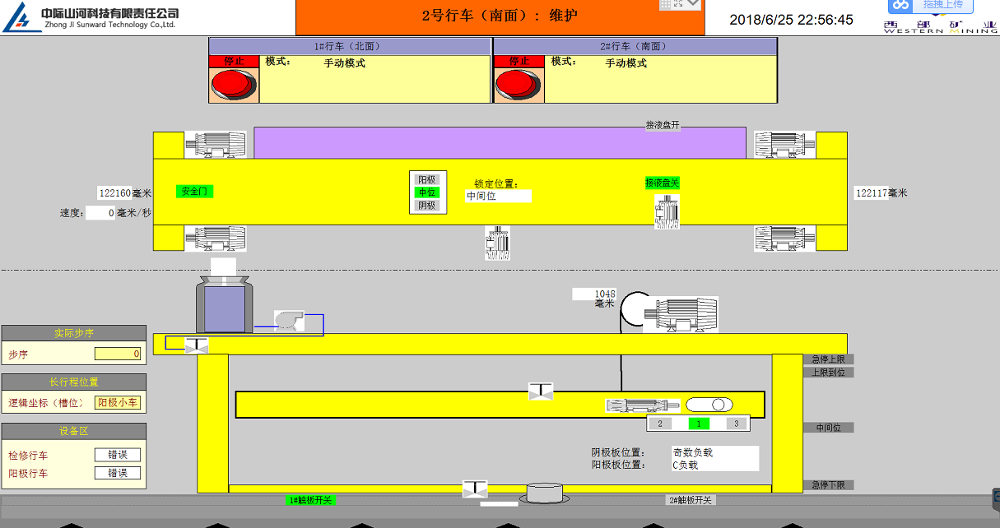 中际山河科技有限责任公司
Zhong Ji Sunward Technology Co.,Ltd.
2号行车（南面）: 维护
2018/6/25 22:56:45
拖拽上传
西部矿业
WESTERN MINING
1#行车（北面）
2#行车（南面）
停止
模式:
手动模式
停止
模式:
手动模式
接液盘开
阳极
中位
阴极
锁定位置:
中间位
接液盘关
安全门
122160毫米
速度: 0 毫米/秒
122117毫米
1048
毫米
实际步序
步序 0
长行程位置
逻辑坐标（槽位） 阳极小车
设备区
检修行车 错误
阳极行车 错误
急停上限
上限到位
中间位
急停下限
2 1 3
阴极板位置: 奇数负载
阳极板位置: C负载
1#触板开关
2#触板开关